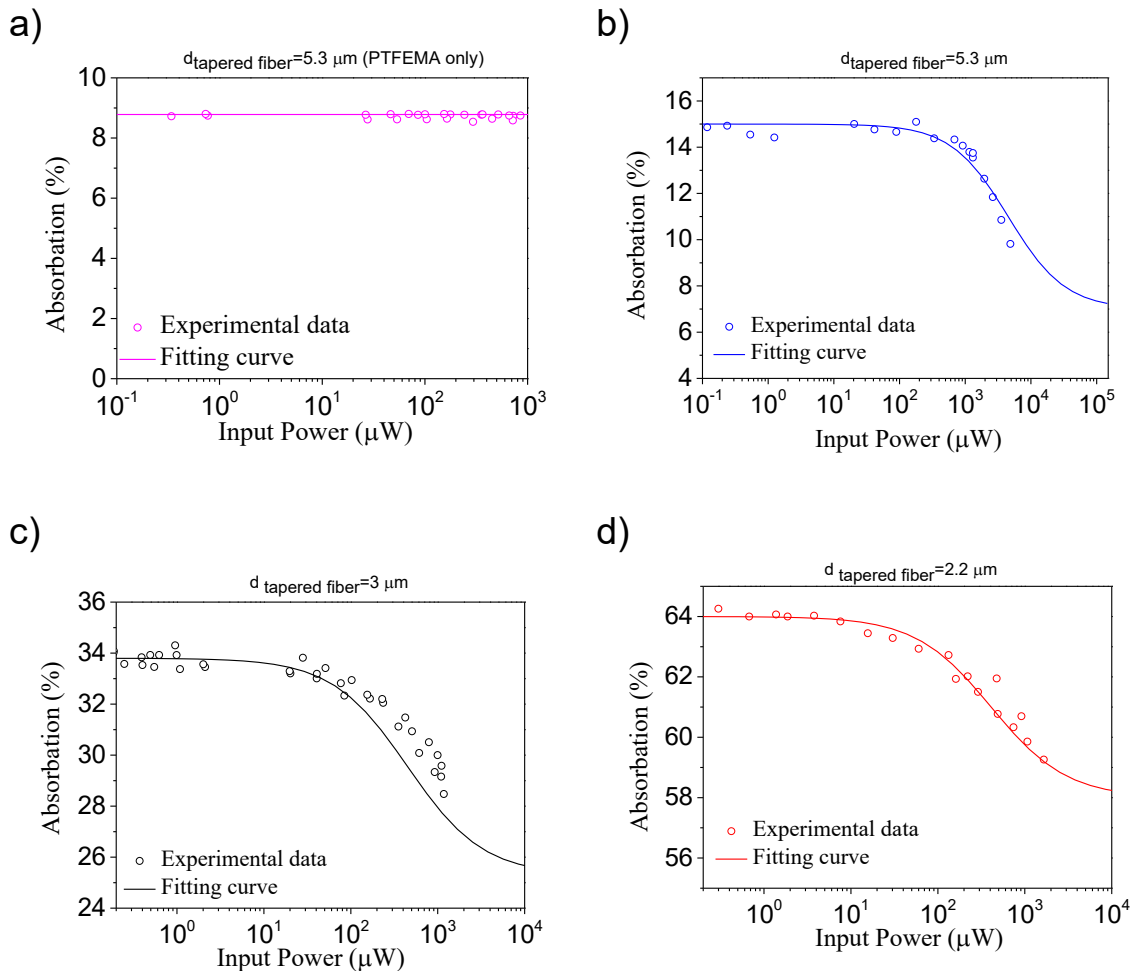 a)
d tapered fiber=5.3 μm (PTFEMA only)
10
8
6
4
2
0
Absorbation (%)
Experimental data
Fitting curve
10-1 100 101 102 103
Input Power (μW)
b)
dtapered fiber=5.3 μm
16
14
12
10
8
6
4
Absorbation (%)
Experimental data
Fitting curve
10-1 100 101 102 103 104 105
Input Power (μW)
c)
d tapered fiber=3 μm
36
34
32
30
28
26
24
Absorbation (%)
Experimental data
Fitting curve
100 101 102 103 104
Input Power (μW)
d)
d tapered fiber=2.2 μm
64
62
60
58
56
Absorbation (%)
Experimental data
Fitting curve
100 101 102 103 104
Input Power (μW)